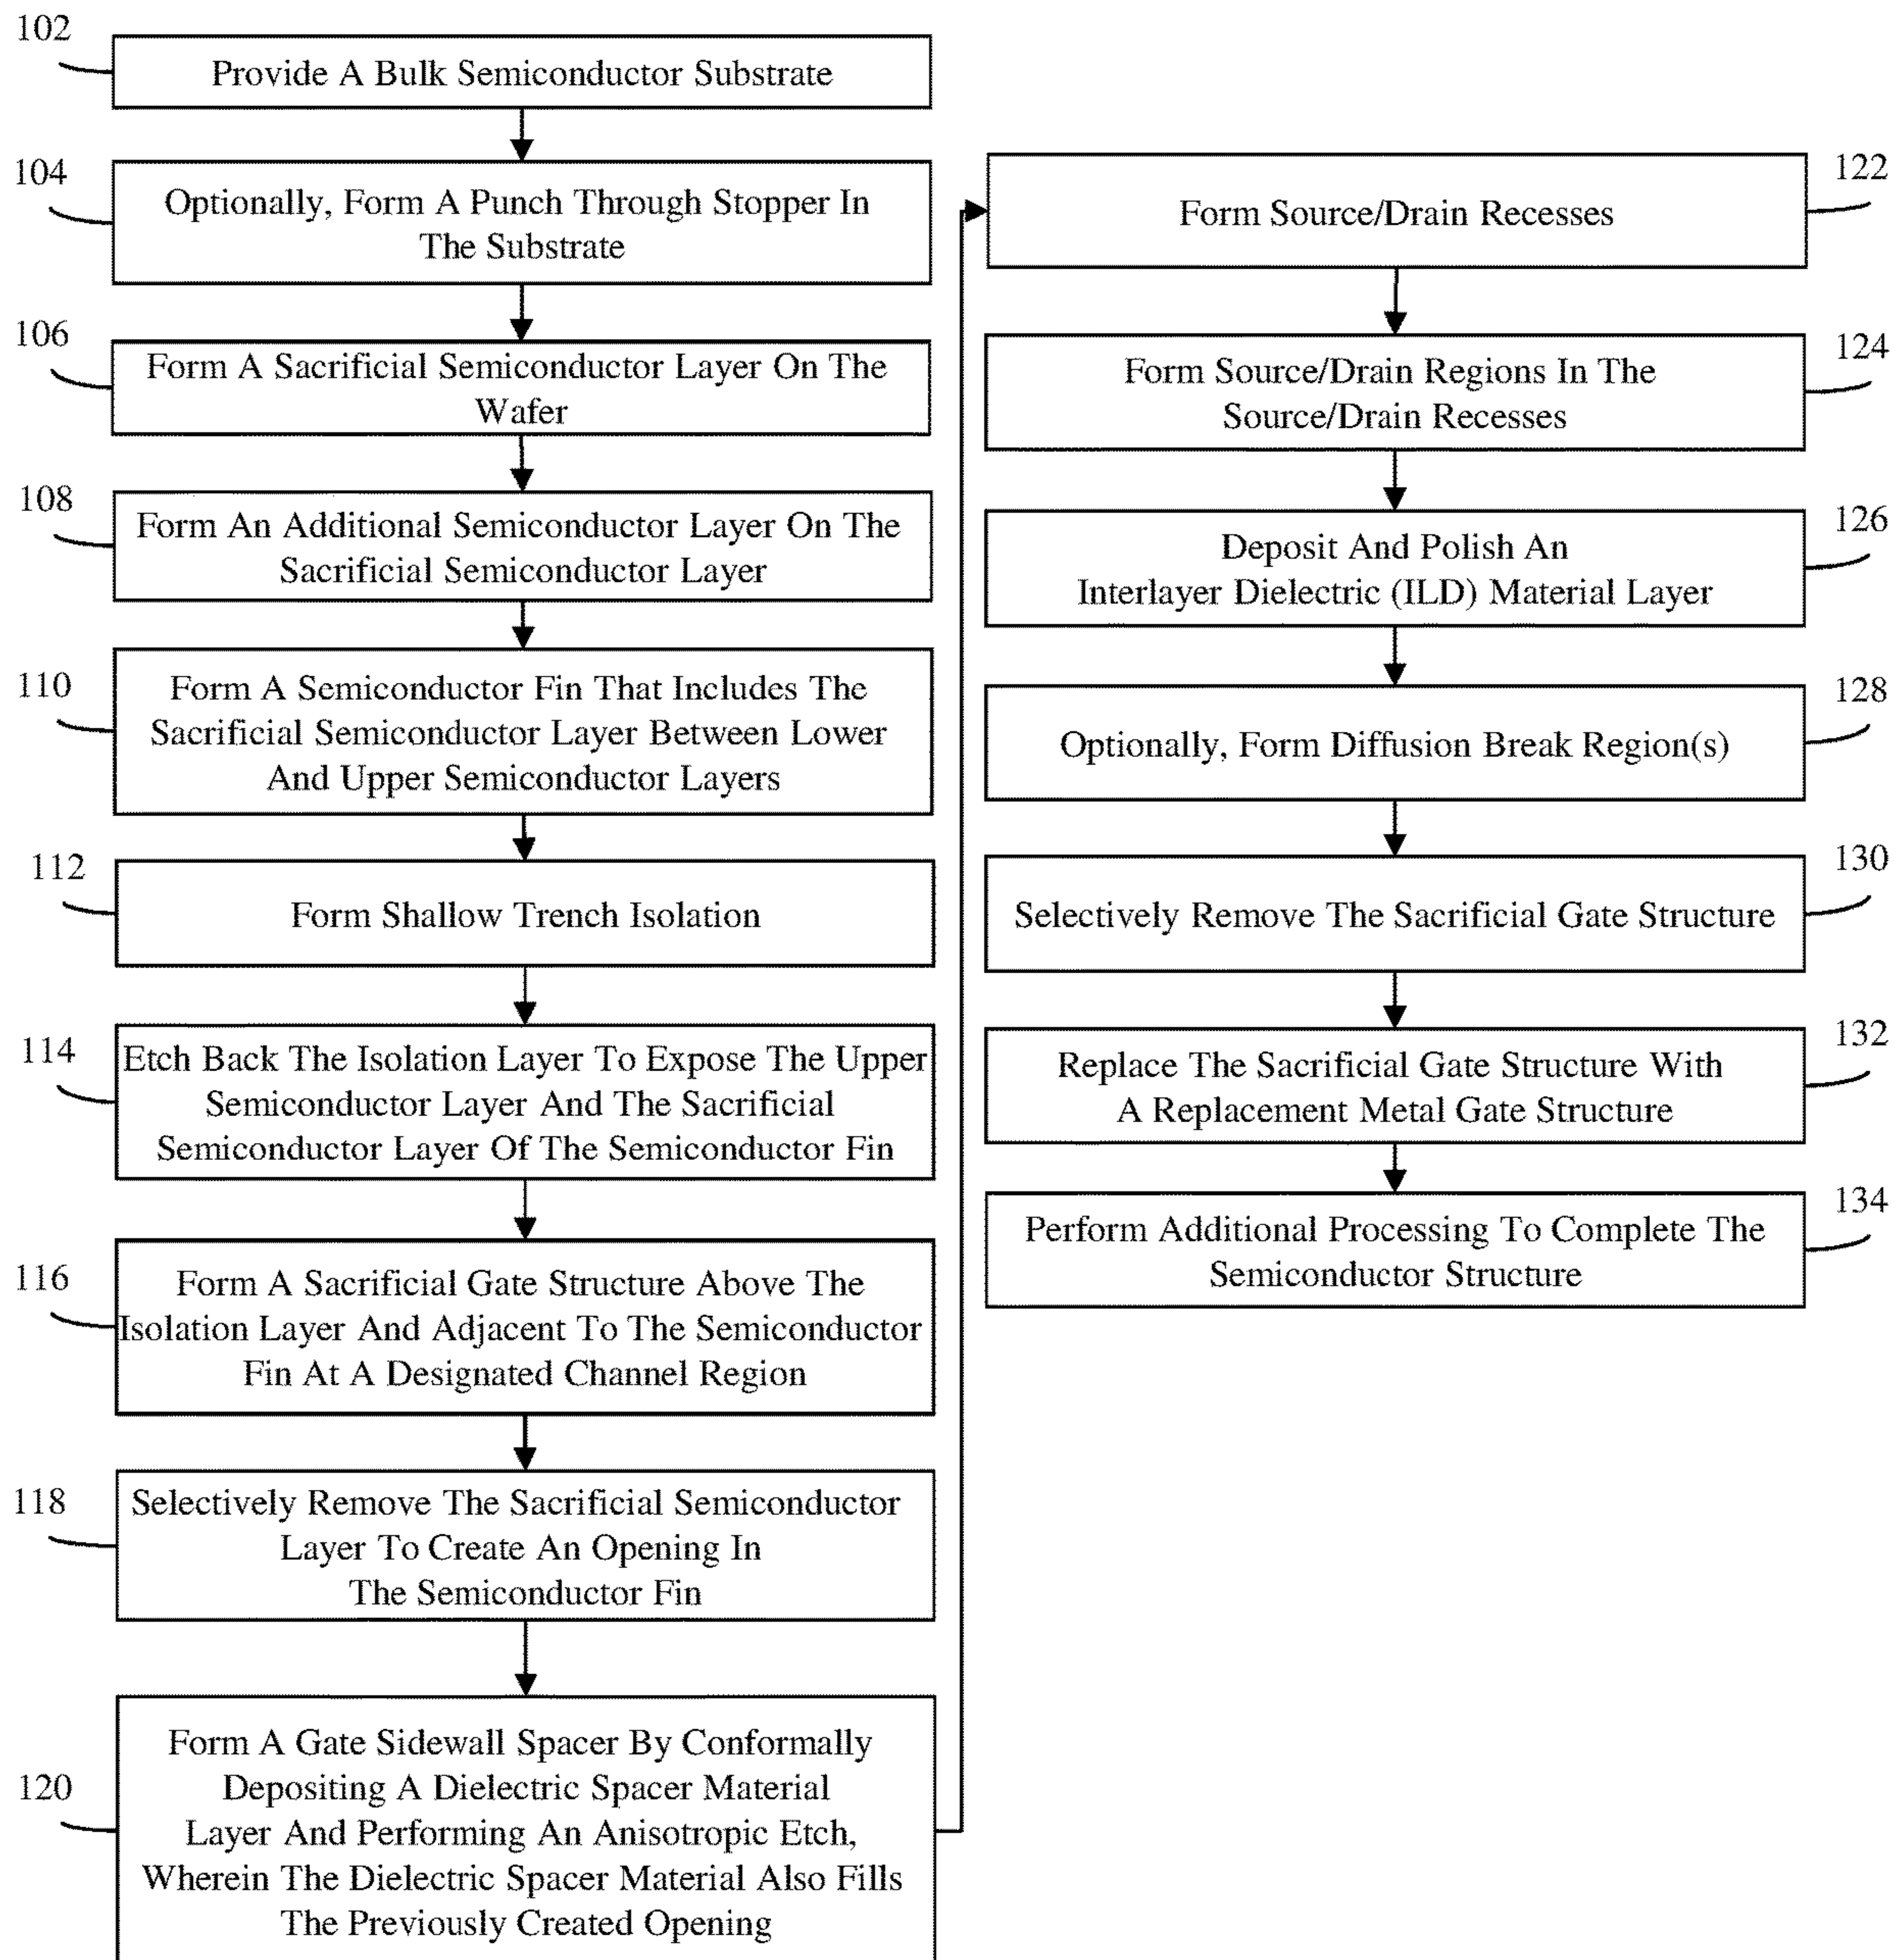 102
Provide A Bulk Semiconductor Substrate
104
Optionally, Form A Punch Through Stopper In
The Substrate
106
Form A Sacrificial Semiconductor Layer On The
Wafer
108
Form An Additional Semiconductor Layer On The
Sacrificial Semiconductor Layer
110
Form A Semiconductor Fin That Includes The
Sacrificial Semiconductor Layer Between Lower
And Upper Semiconductor Layers
112
Form Shallow Trench Isolation
114
Etch Back The Isolation Layer To Expose The Upper
Semiconductor Layer And The Sacrificial
Semiconductor Layer Of The Semiconductor Fin
116
Form A Sacrificial Gate Structure Above The
Isolation Layer And Adjacent To The Semiconductor
Fin At A Designated Channel Region
118
Selectively Remove The Sacrificial Semiconductor
Layer To Create An Opening In
The Semiconductor Fin
120
Form A Gate Sidewall Spacer By Conformally
Depositing A Dielectric Spacer Material
Layer And Performing An Anisotropic Etch,
Wherein The Dielectric Spacer Material Also Fills
The Previously Created Opening
122
Form Source/Drain Recesses
124
Form Source/Drain Regions In The
Source/Drain Recesses
126
Deposit And Polish An
Interlayer Dielectric (ILD) Material Layer
128
Optionally, Form Diffusion Break Region(s)
130
Selectively Remove The Sacrificial Gate Structure
132
Replace The Sacrificial Gate Structure With
A Replacement Metal Gate Structure
134
Perform Additional Processing To Complete The
Semiconductor Structure